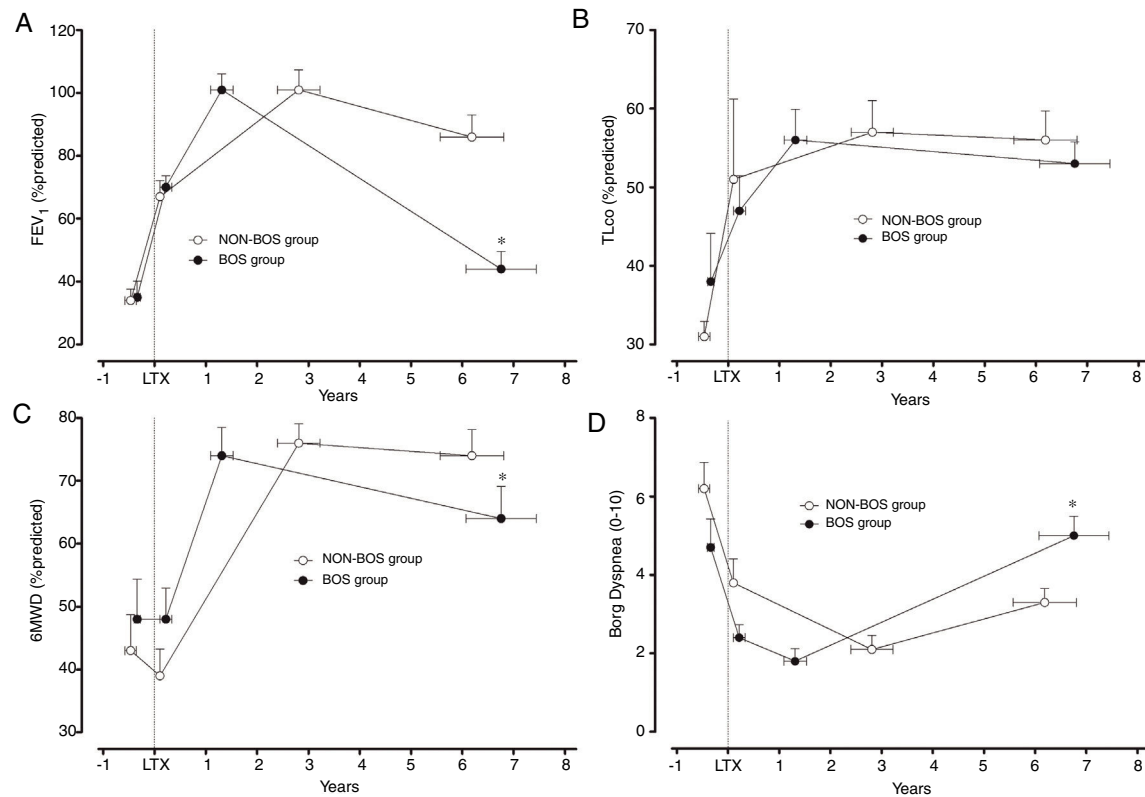 A
FEV1 (%predicted)
120
100
80
60
40
20
NON-BOS group
BOS group
*
-1 LTX 1 2 3 4 5 6 7 8
Years
B
TLco (%predicted)
70
60
50
40
30
NON-BOS group
BOS group
-1 LTX 1 2 3 4 5 6 7 8
Years
C
6MWD (%predicted)
80
70
60
50
40
30
*
NON-BOS group
BOS group
-1 LTX 1 2 3 4 5 6 7 8
Years
D
Borg Dyspnea (0-10)
8
6
4
2
0
NON-BOS group
BOS group
*
-1 LTX 1 2 3 4 5 6 7 8
Years